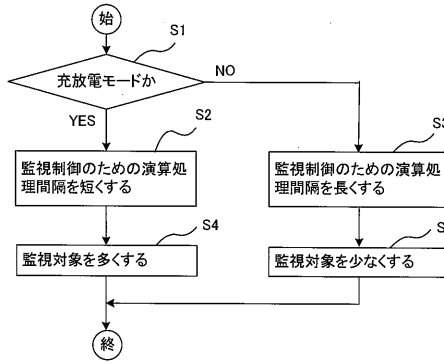 始
S1
充放電モードか
NO
YES
S2
監視制御のための演算処
理間隔を短くする
S3
監視制御のための演算処
理間隔を長くする
S4
監視対象を多くする
S
監視対象を少なくする
終